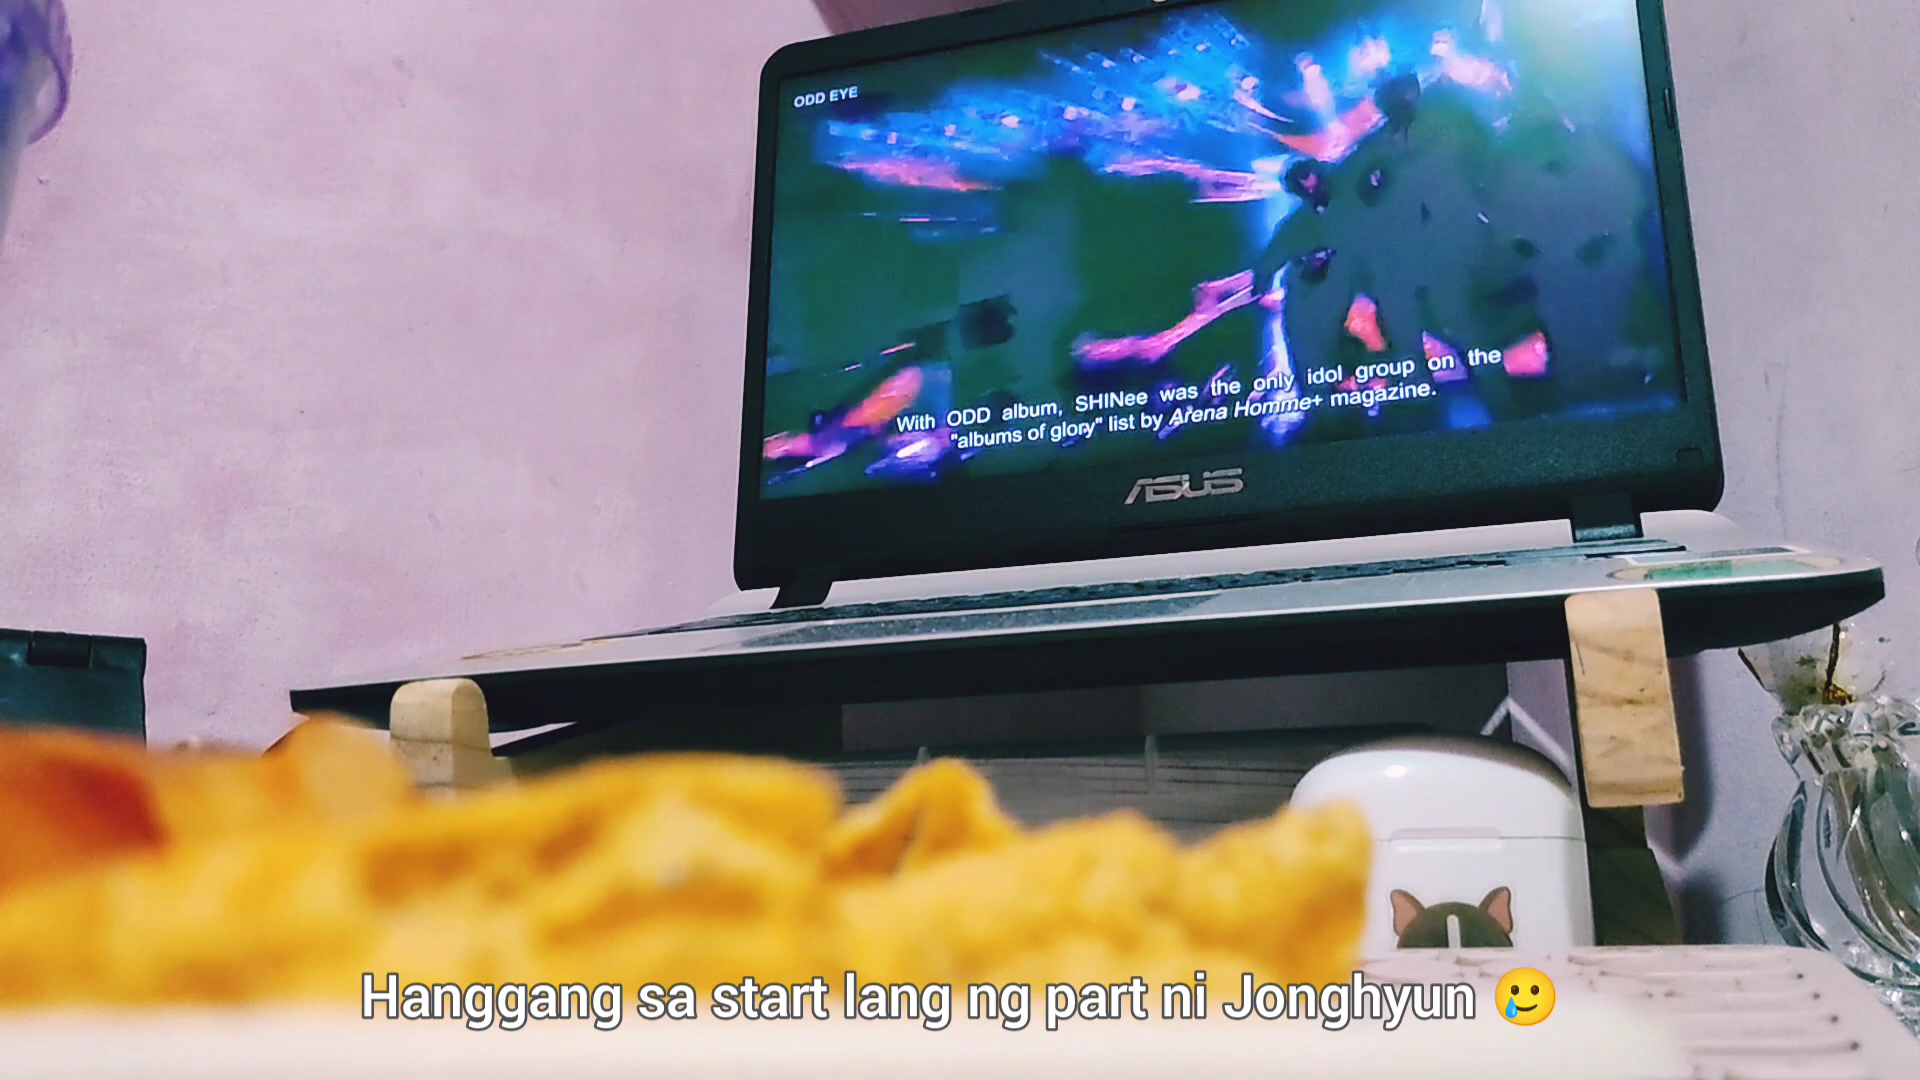 ODD EYE
With ODD album, SHINee was the only idol group on the
"albums of glory" list by Arena Homme+ magazine.
ASUS
Hanggang sa start lang ng part ni Jonghyun 🥲